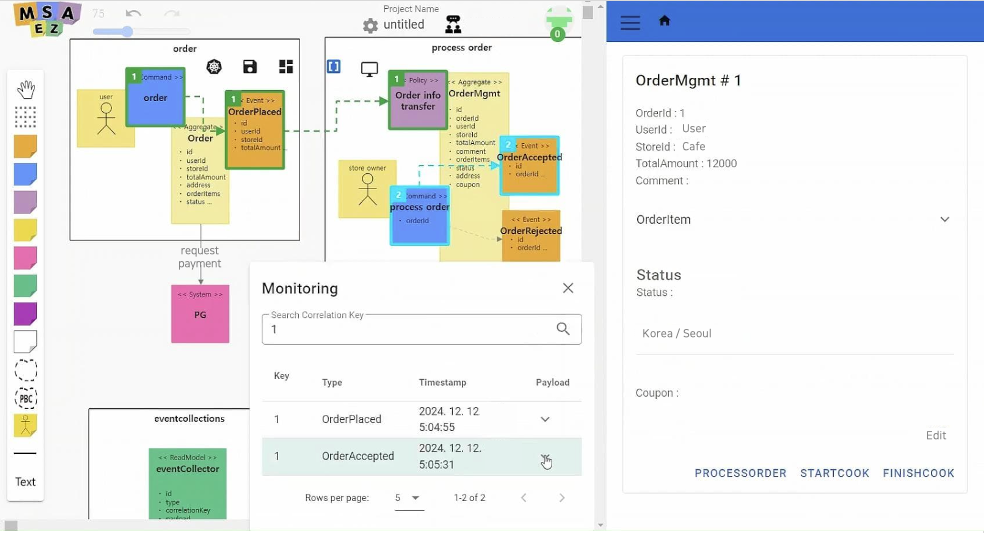 MSA
EZ
75
Project Name
untitled
0
order
process order
user
1 Command >>
order
1 < Event >>
OrderPlaced
id
userId
storeId
totalAmount
<< Aggregate >>
Order
id
userId
storeId
totalAmount
address
orderItems
status ...
request
payment
<< System >>
PG
1 < Policy >>
Order info
transfer
< Aggregate >>
OrderMgmt
id
orderId
userId
storeId
totalAmount
comment
orderitems
status
address
coupon
store owner
2 Command >>
process order
orderId
2 < Event >>
OrderAccepted
id
orderId ...
<< Event >>
OrderRejected
id
orderId ...
PBC
Text
eventcollections
<< ReadModel >>
eventCollector
id
type
correlationKey
payload
Monitoring
Search Correlation Key
1
Key Type Timestamp Payload
1 OrderPlaced 2024. 12. 12
5:04:55
1 OrderAccepted 2024. 12. 12.
5:05:31
Rows per page: 5 1-2 of 2
OrderMgmt # 1
OrderId : 1
UserId : User
StoreId : Cafe
TotalAmount : 12000
Comment :
OrderItem
Status
Status :
Korea / Seoul
Coupon :
Edit
PROCESSORDER STARTCOOK FINISHCOOK